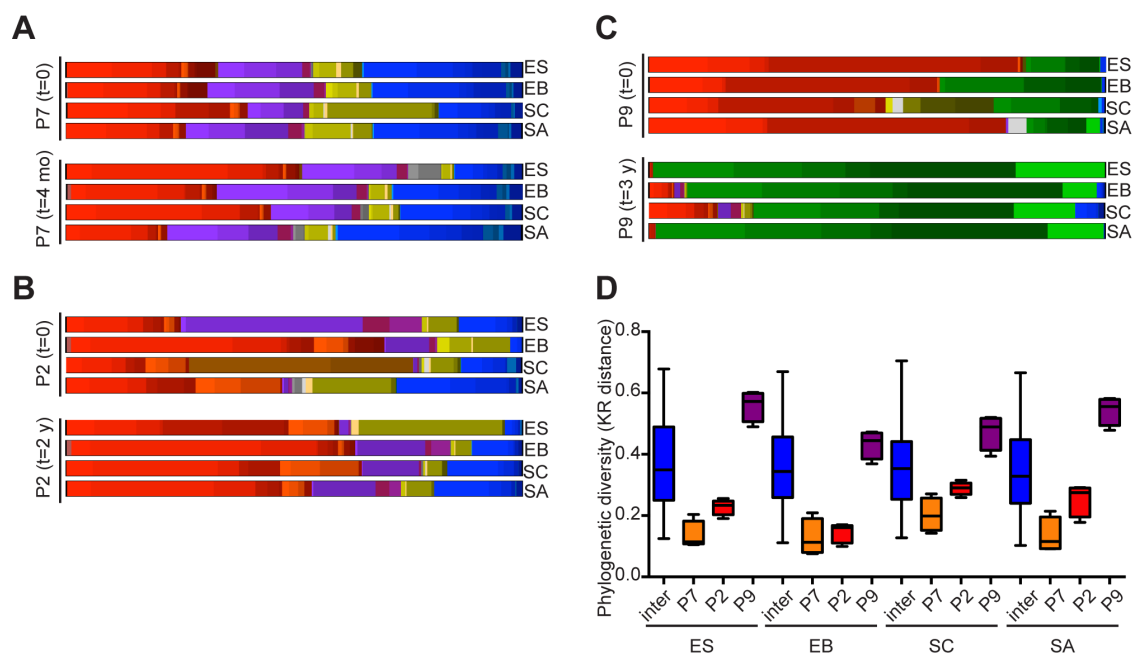 A
P7 (t=0)
ES
EB
SC
SA
P7 (t=4 mo)
ES
EB
SC
SA
B
P2 (t=0)
ES
EB
SC
SA
P2 (t=2 y)
ES
EB
SC
SA
C
P9 (t=0)
ES
EB
SC
SA
P9 (t=3 y)
ES
EB
SC
SA
D
Phylogenetic diversity (KR distance)
0.8
0.6
0.4
0.2
0.0
inter P7 P2 P9 inter P7 P2 P9 inter P7 P2 P9 inter P7 P2 P9
ES EB SC SA